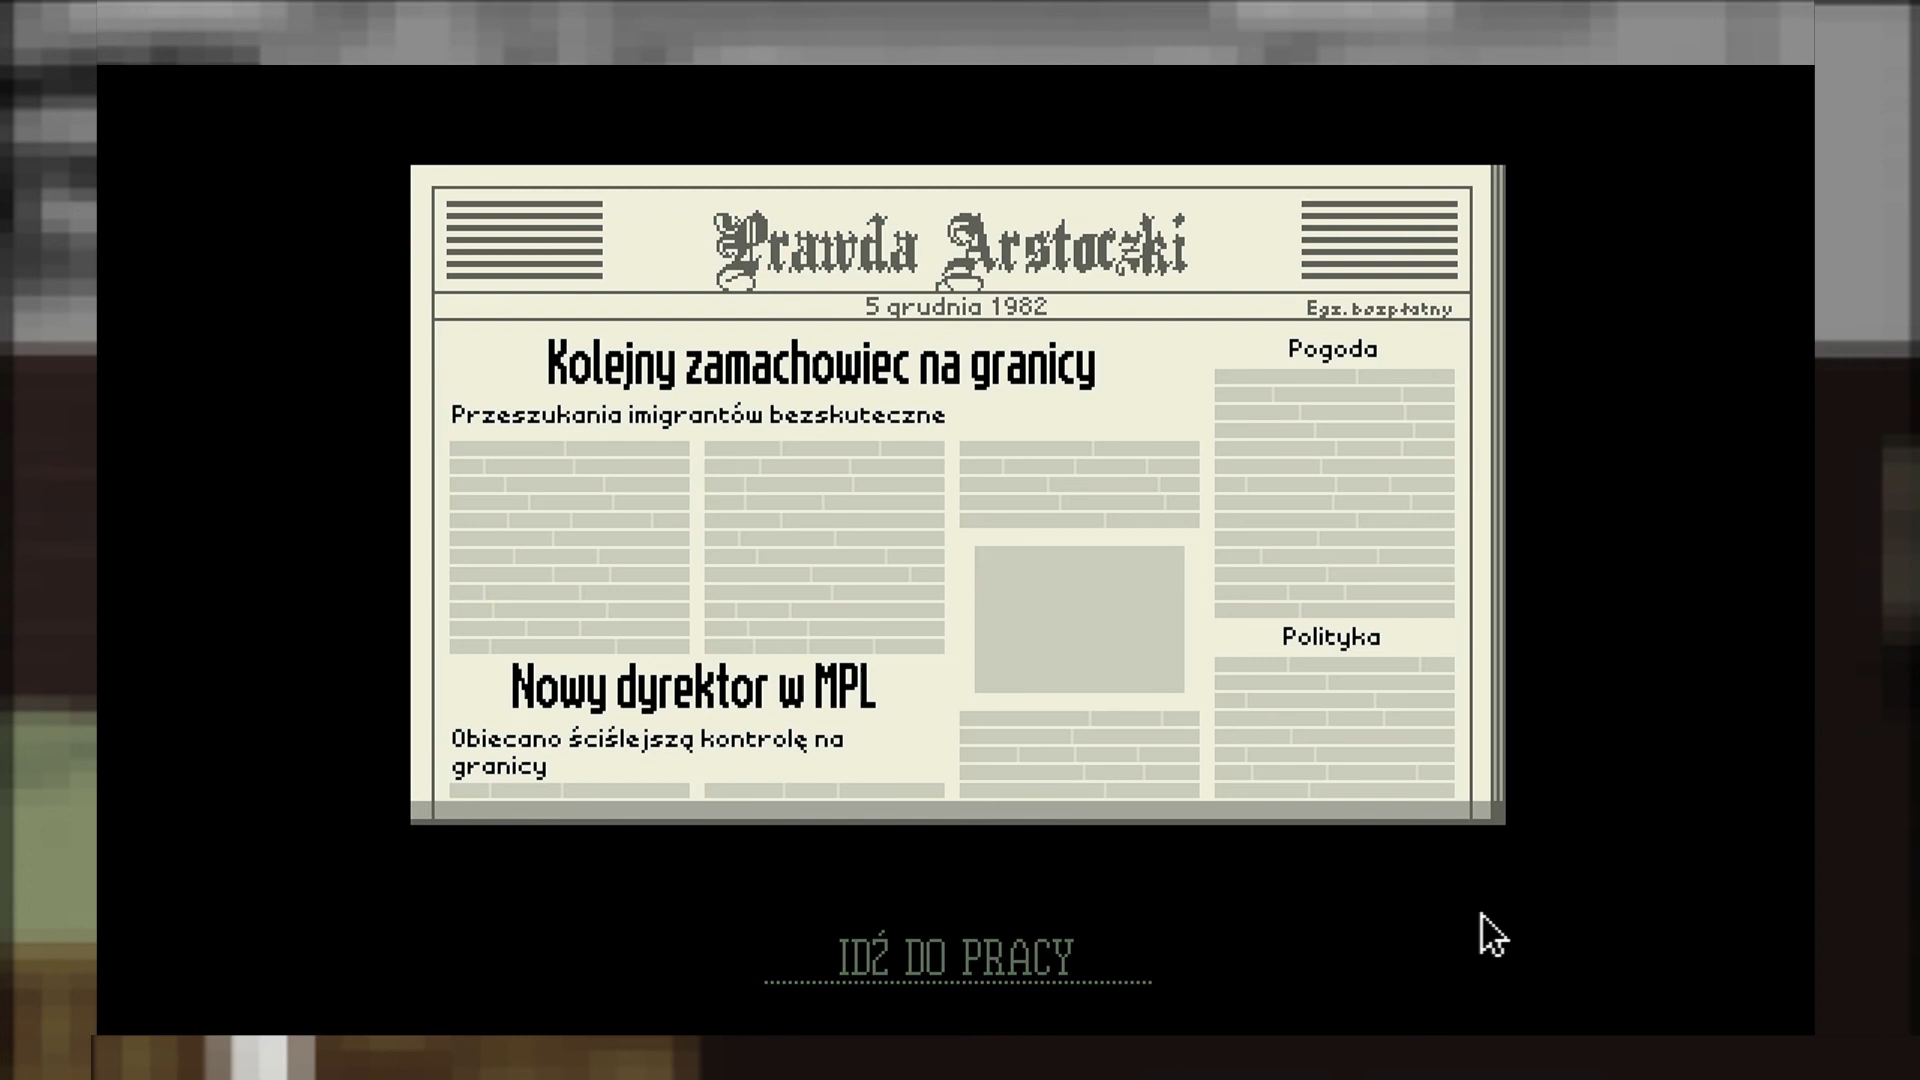 Prawda Arstoczki
5 grudnia 1982
Egz. bezpłatny
Kolejny zamachowiec na granicy
Przeszukania imigrantów bezskuteczne
Pogoda
Polityka
Nowy dyrektor w MPL
Obiecano ściślejszą kontrolę na
granicy
IDŹ DO PRACY